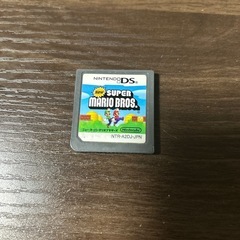 NINTENDO DS
NEW SUPER
MARIO BROS.
Nintendo
NTR-A2DJ-JPN